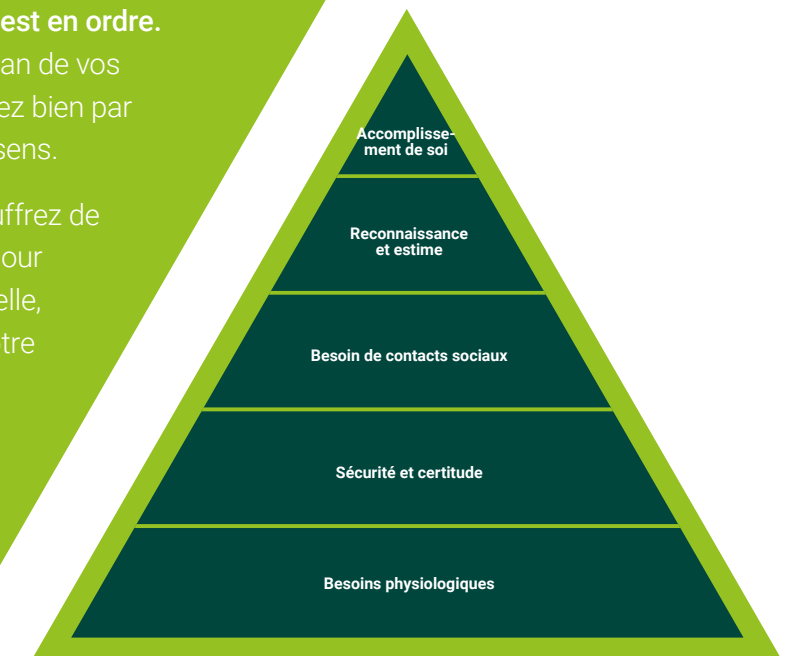 est en ordre.
an de vos
ez bien par
sens.
uffrez de
our
elle,
tre
Accomplisse-
ment de soi
Reconnaissance
et estime
Besoin de contacts sociaux
Sécurité et certitude
Besoins physiologiques